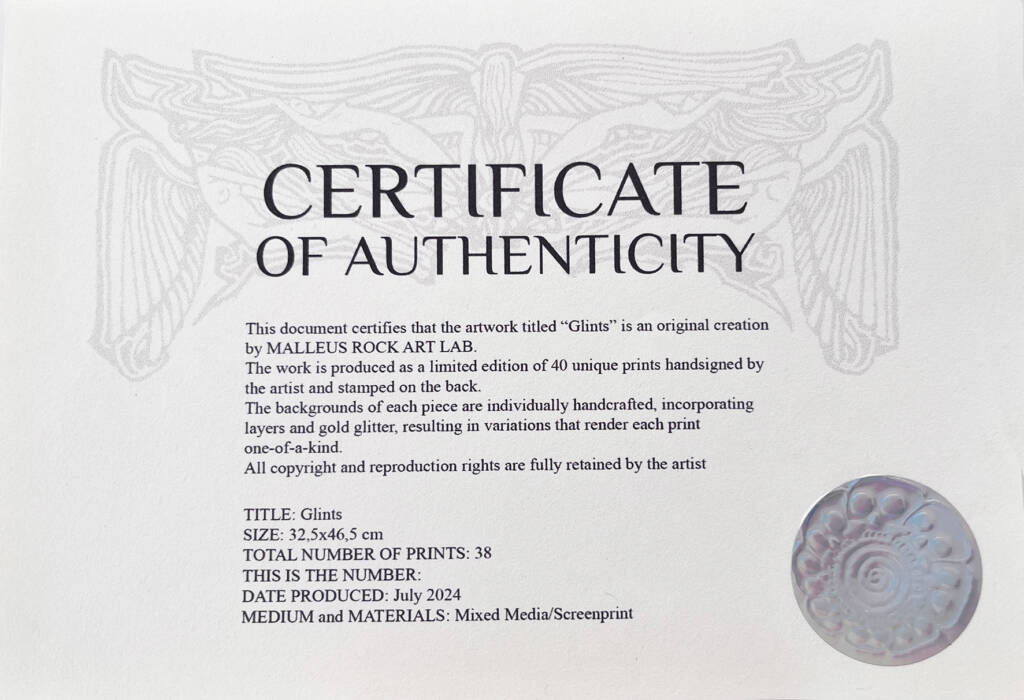 CERTIFICATE
OF AUTHENTICITY
This document certifies that the artwork titled “Glints” is an original creation
by MALLEUS ROCK ART LAB.
The work is produced as a limited edition of 40 unique prints handsigned by
the artist and stamped on the back.
The backgrounds of each piece are individually handcrafted, incorporating
layers and gold glitter, resulting in variations that render each print
one-of-a-kind.
All copyright and reproduction rights are fully retained by the artist
TITLE: Glints
SIZE: 32,5x46,5 cm
TOTAL NUMBER OF PRINTS: 38
THIS IS THE NUMBER:
DATE PRODUCED: July 2024
MEDIUM and MATERIALS: Mixed Media/Screenprint